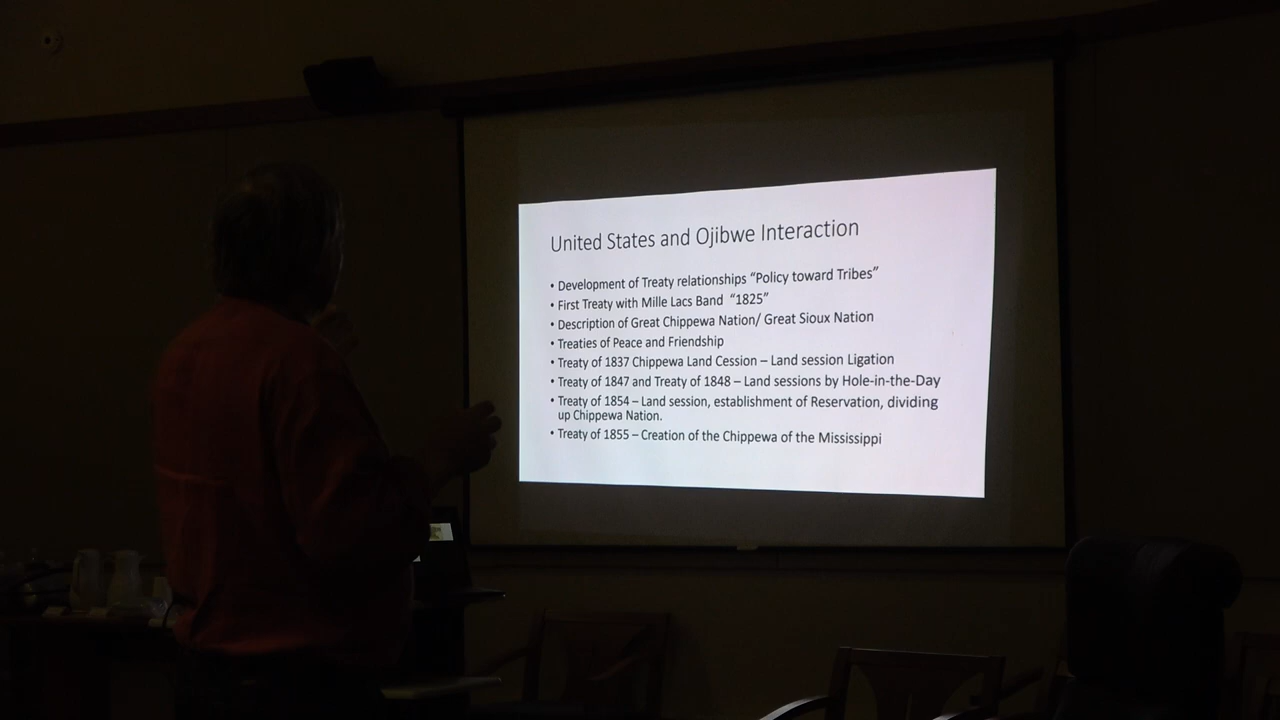 United States and Ojibwe Interaction
• Development of Treaty relationships “Policy toward Tribes”
• First Treaty with Mille Lacs Band “1825”
• Description of Great Chippewa Nation/ Great Sioux Nation
• Treaties of Peace and Friendship
• Treaty of 1837 Chippewa Land Cession – Land session Ligation
• Treaty of 1847 and Treaty of 1848 – Land sessions by Hole-in-the-Day
• Treaty of 1854 – Land session, establishment of Reservation, dividing
up Chippewa Nation.
• Treaty of 1855 – Creation of the Chippewa of the Mississippi